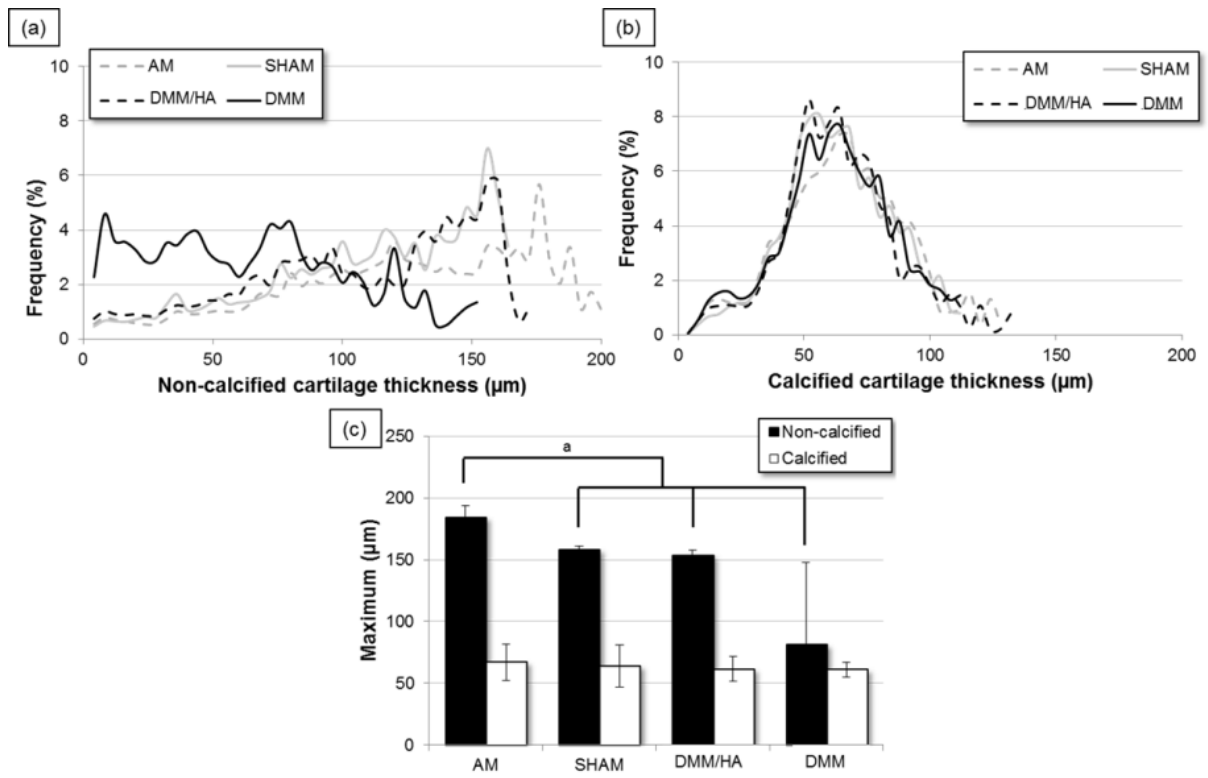 (a)
AM SHAM
DMM/HA DMM
10
8
6
4
2
0
Frequency (%)
0 50 100 150 200
Non-calcified cartilage thickness (µm)
(b)
AM SHAM
DMM/HA DMM
10
8
6
4
2
0
Frequency (%)
0 50 100 150 200
Calcified cartilage thickness (µm)
(c)
Non-calcified
Calcified
a
250
200
150
100
50
0
Maximum (µm)
AM SHAM DMM/HA DMM